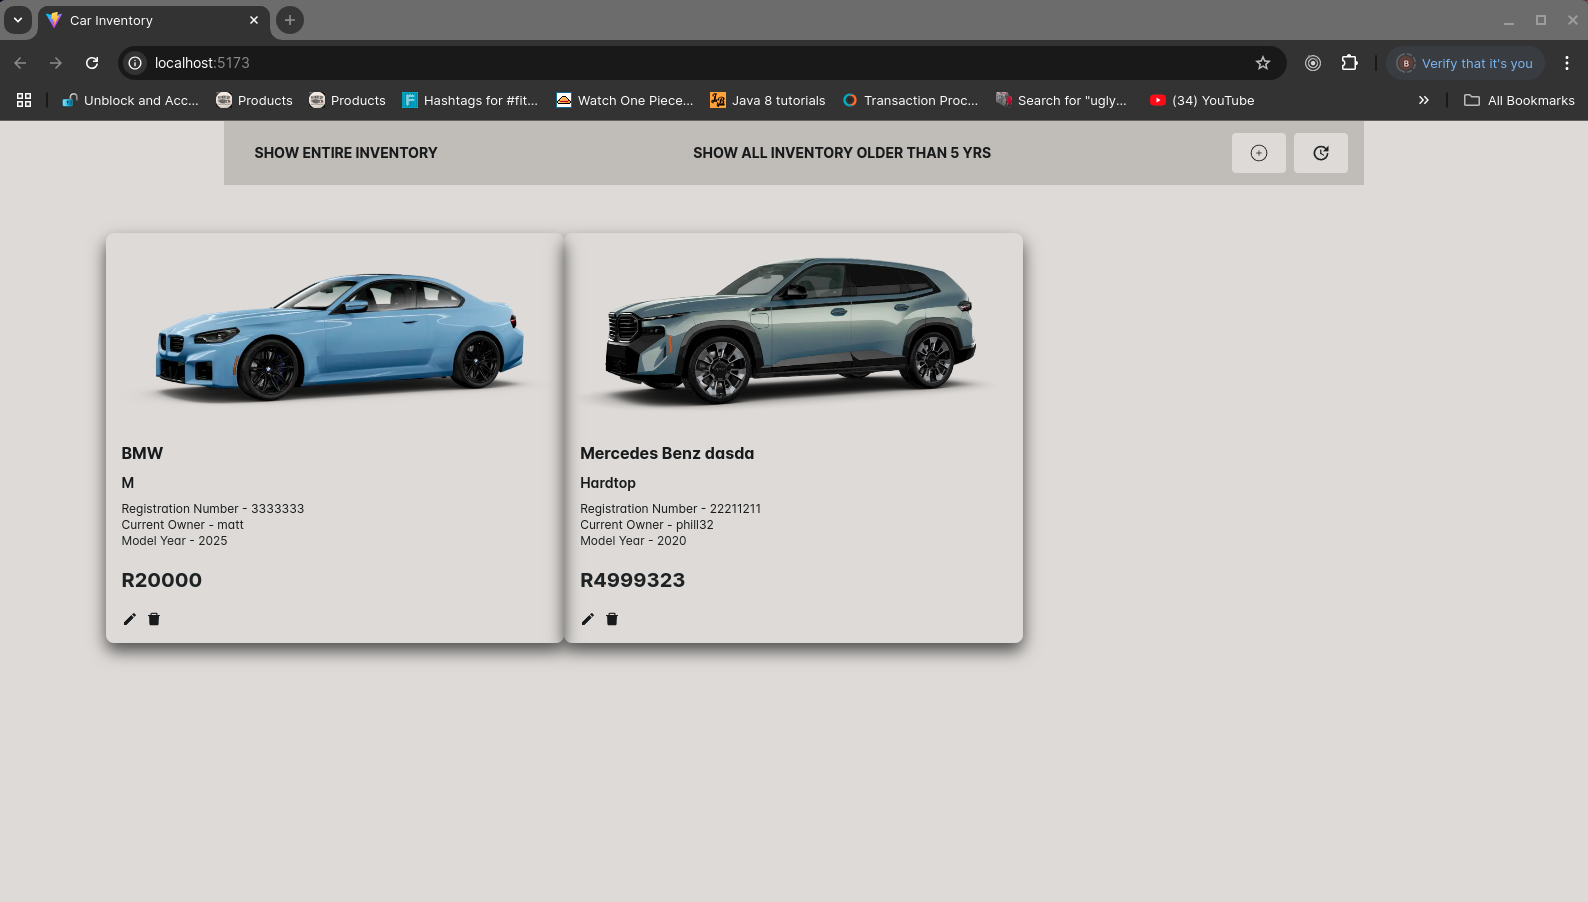 Car Inventory
localhost:5173
B Verify that it's you
Unblock and Acc...
Products
Products
F Hashtags for #fit...
Watch One Piece...
Java 8 tutorials
Transaction Proc...
Search for "ugly...
(34) YouTube
All Bookmarks
SHOW ENTIRE INVENTORY
SHOW ALL INVENTORY OLDER THAN 5 YRS
BMW
M
Registration Number - 3333333
Current Owner - matt
Model Year - 2025
R20000
Mercedes Benz dasda
Hardtop
Registration Number - 22211211
Current Owner - phill32
Model Year - 2020
R4999323